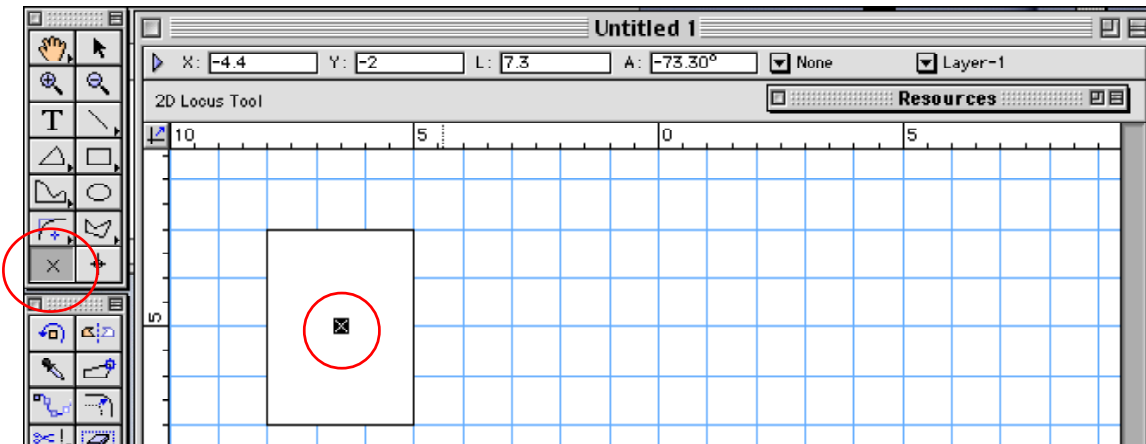 Untitled 1
X: -4.4 Y: -2 L: 7.3 A: -73.30° None Layer-1
2D Locus Tool Resources
T
10 5 0 5
5